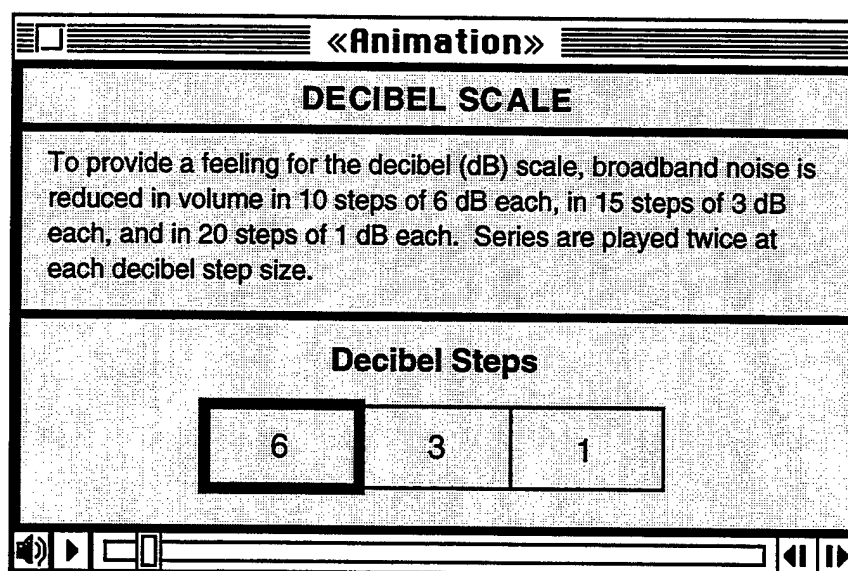 «Animation»
DECIBEL SCALE
To provide a feeling for the decibel (dB) scale, broadband noise is
reduced in volume in 10 steps of 6 dB each, in 15 steps of 3 dB
each, and in 20 steps of 1 dB each. Series are played twice at
each decibel step size.
Decibel Steps
6 3 1